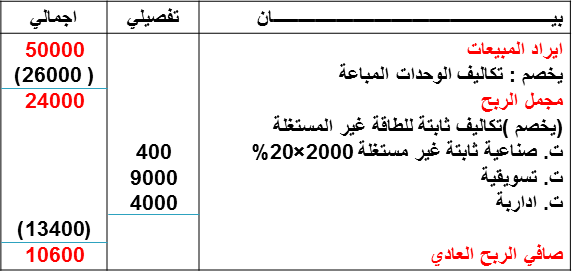 بيــــــــــــــــــــــــــــــــــــــــان تفصيلي اجمالي
ايراد المبيعات 50000
يخصم : تكاليف الوحدات المباعة (26000 )
مجمل الربح 24000
(يخصم )تكاليف ثابتة للطاقة غير المستغلة
ت. صناعية ثابتة غير مستغلة 2000×20% 400
ت. تسويقية 9000
ت. ادارية 4000
(13400)
صافي الربح العادي 10600